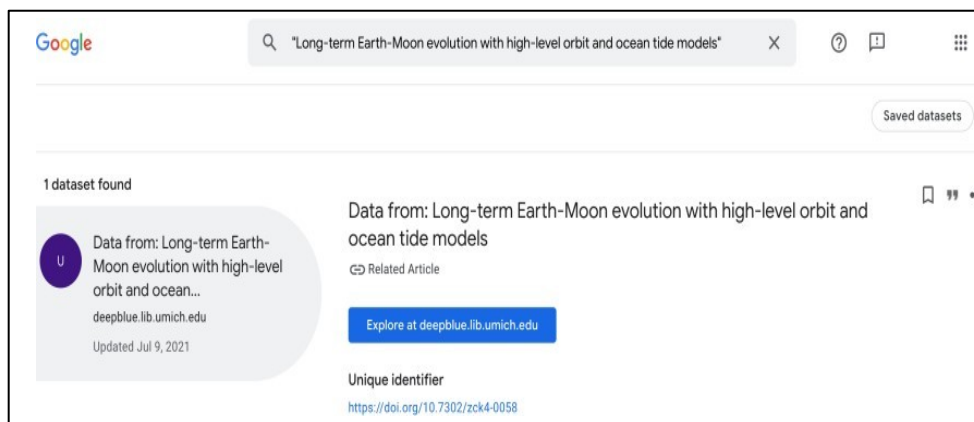 Google
"Long-term Earth-Moon evolution with high-level orbit and ocean tide models"
Saved datasets
1 dataset found
U
Data from: Long-term Earth-
Moon evolution with high-level
orbit and ocean...
deepblue.lib.umich.edu
Updated Jul 9, 2021
Data from: Long-term Earth-Moon evolution with high-level orbit and
ocean tide models
Related Article
Explore at deepblue.lib.umich.edu
Unique identifier
https://doi.org/10.7302/zck4-0058